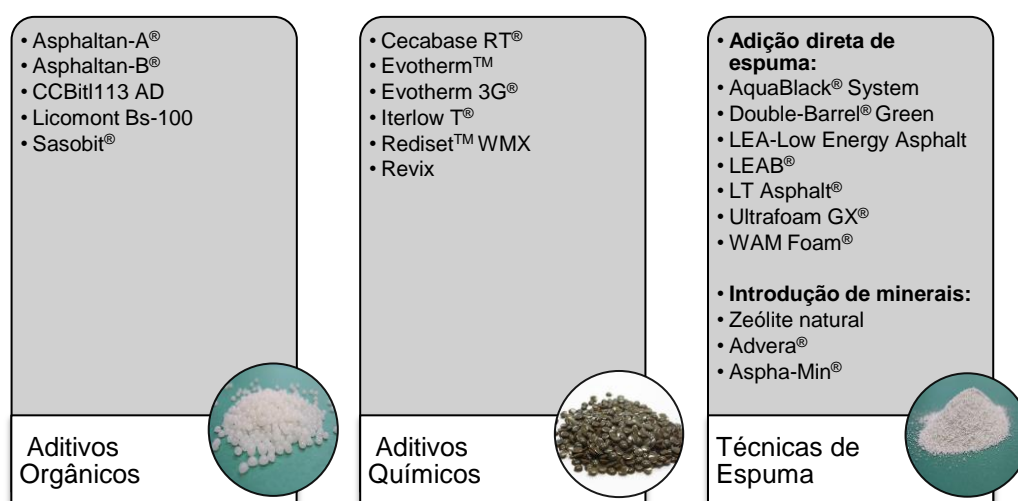 • Asphaltan-A®
• Asphaltan-B®
• CCBitl113 AD
• Licomont Bs-100
• Sasobit®
Aditivos
Orgânicos
• Cecabase RT®
• Evotherm™
• Evotherm 3G®
• Iterlow T®
• Rediset™ WMX
• Revix
Aditivos
Químicos
• Adição direta de
espuma:
• AquaBlack® System
• Double-Barrel® Green
• LEA-Low Energy Asphalt
• LEAB®
• LT Asphalt®
• Ultrafoam GX®
• WAM Foam®
• Introdução de minerais:
• Zeólite natural
• Advera®
• Aspha-Min®
Técnicas de
Espuma